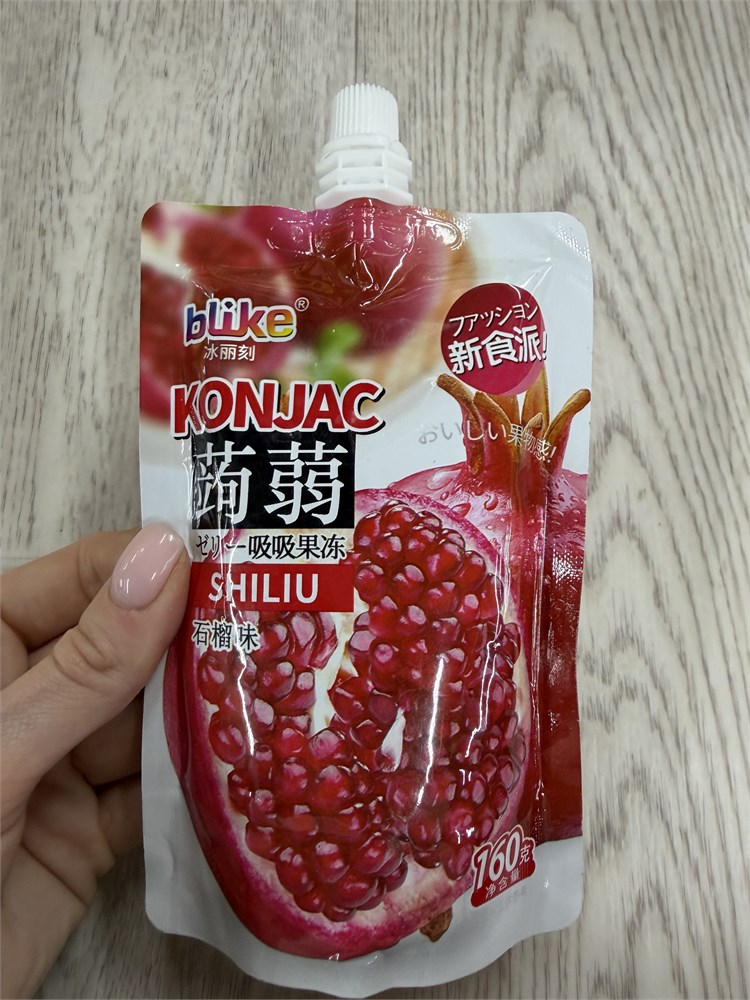 blike®
冰丽刻
ファッション
新食派!
KONJAC
おいしい果物惑!
蒟蒻
ゼリー吸吸果冻
SHILIU
石榴味
160克
净含量